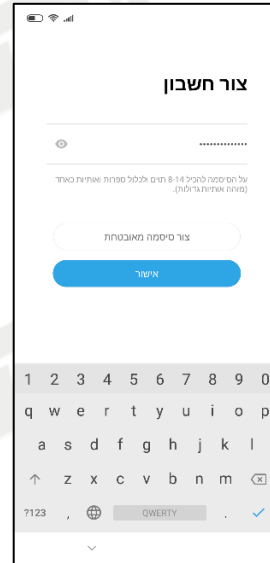 צור חשבון
••••••••••••••
על הסיסמה להכיל 8-14 תווים ולכלול ספרות ואותיות כאחד
(מזהה אותיות גדולות).
צור סיסמה מאובטחת
אישור
1 2 3 4 5 6 7 8 9 0
q w e r t y u i o p
a s d f g h j k l
z x c v b n m
?123 , QWERTY .